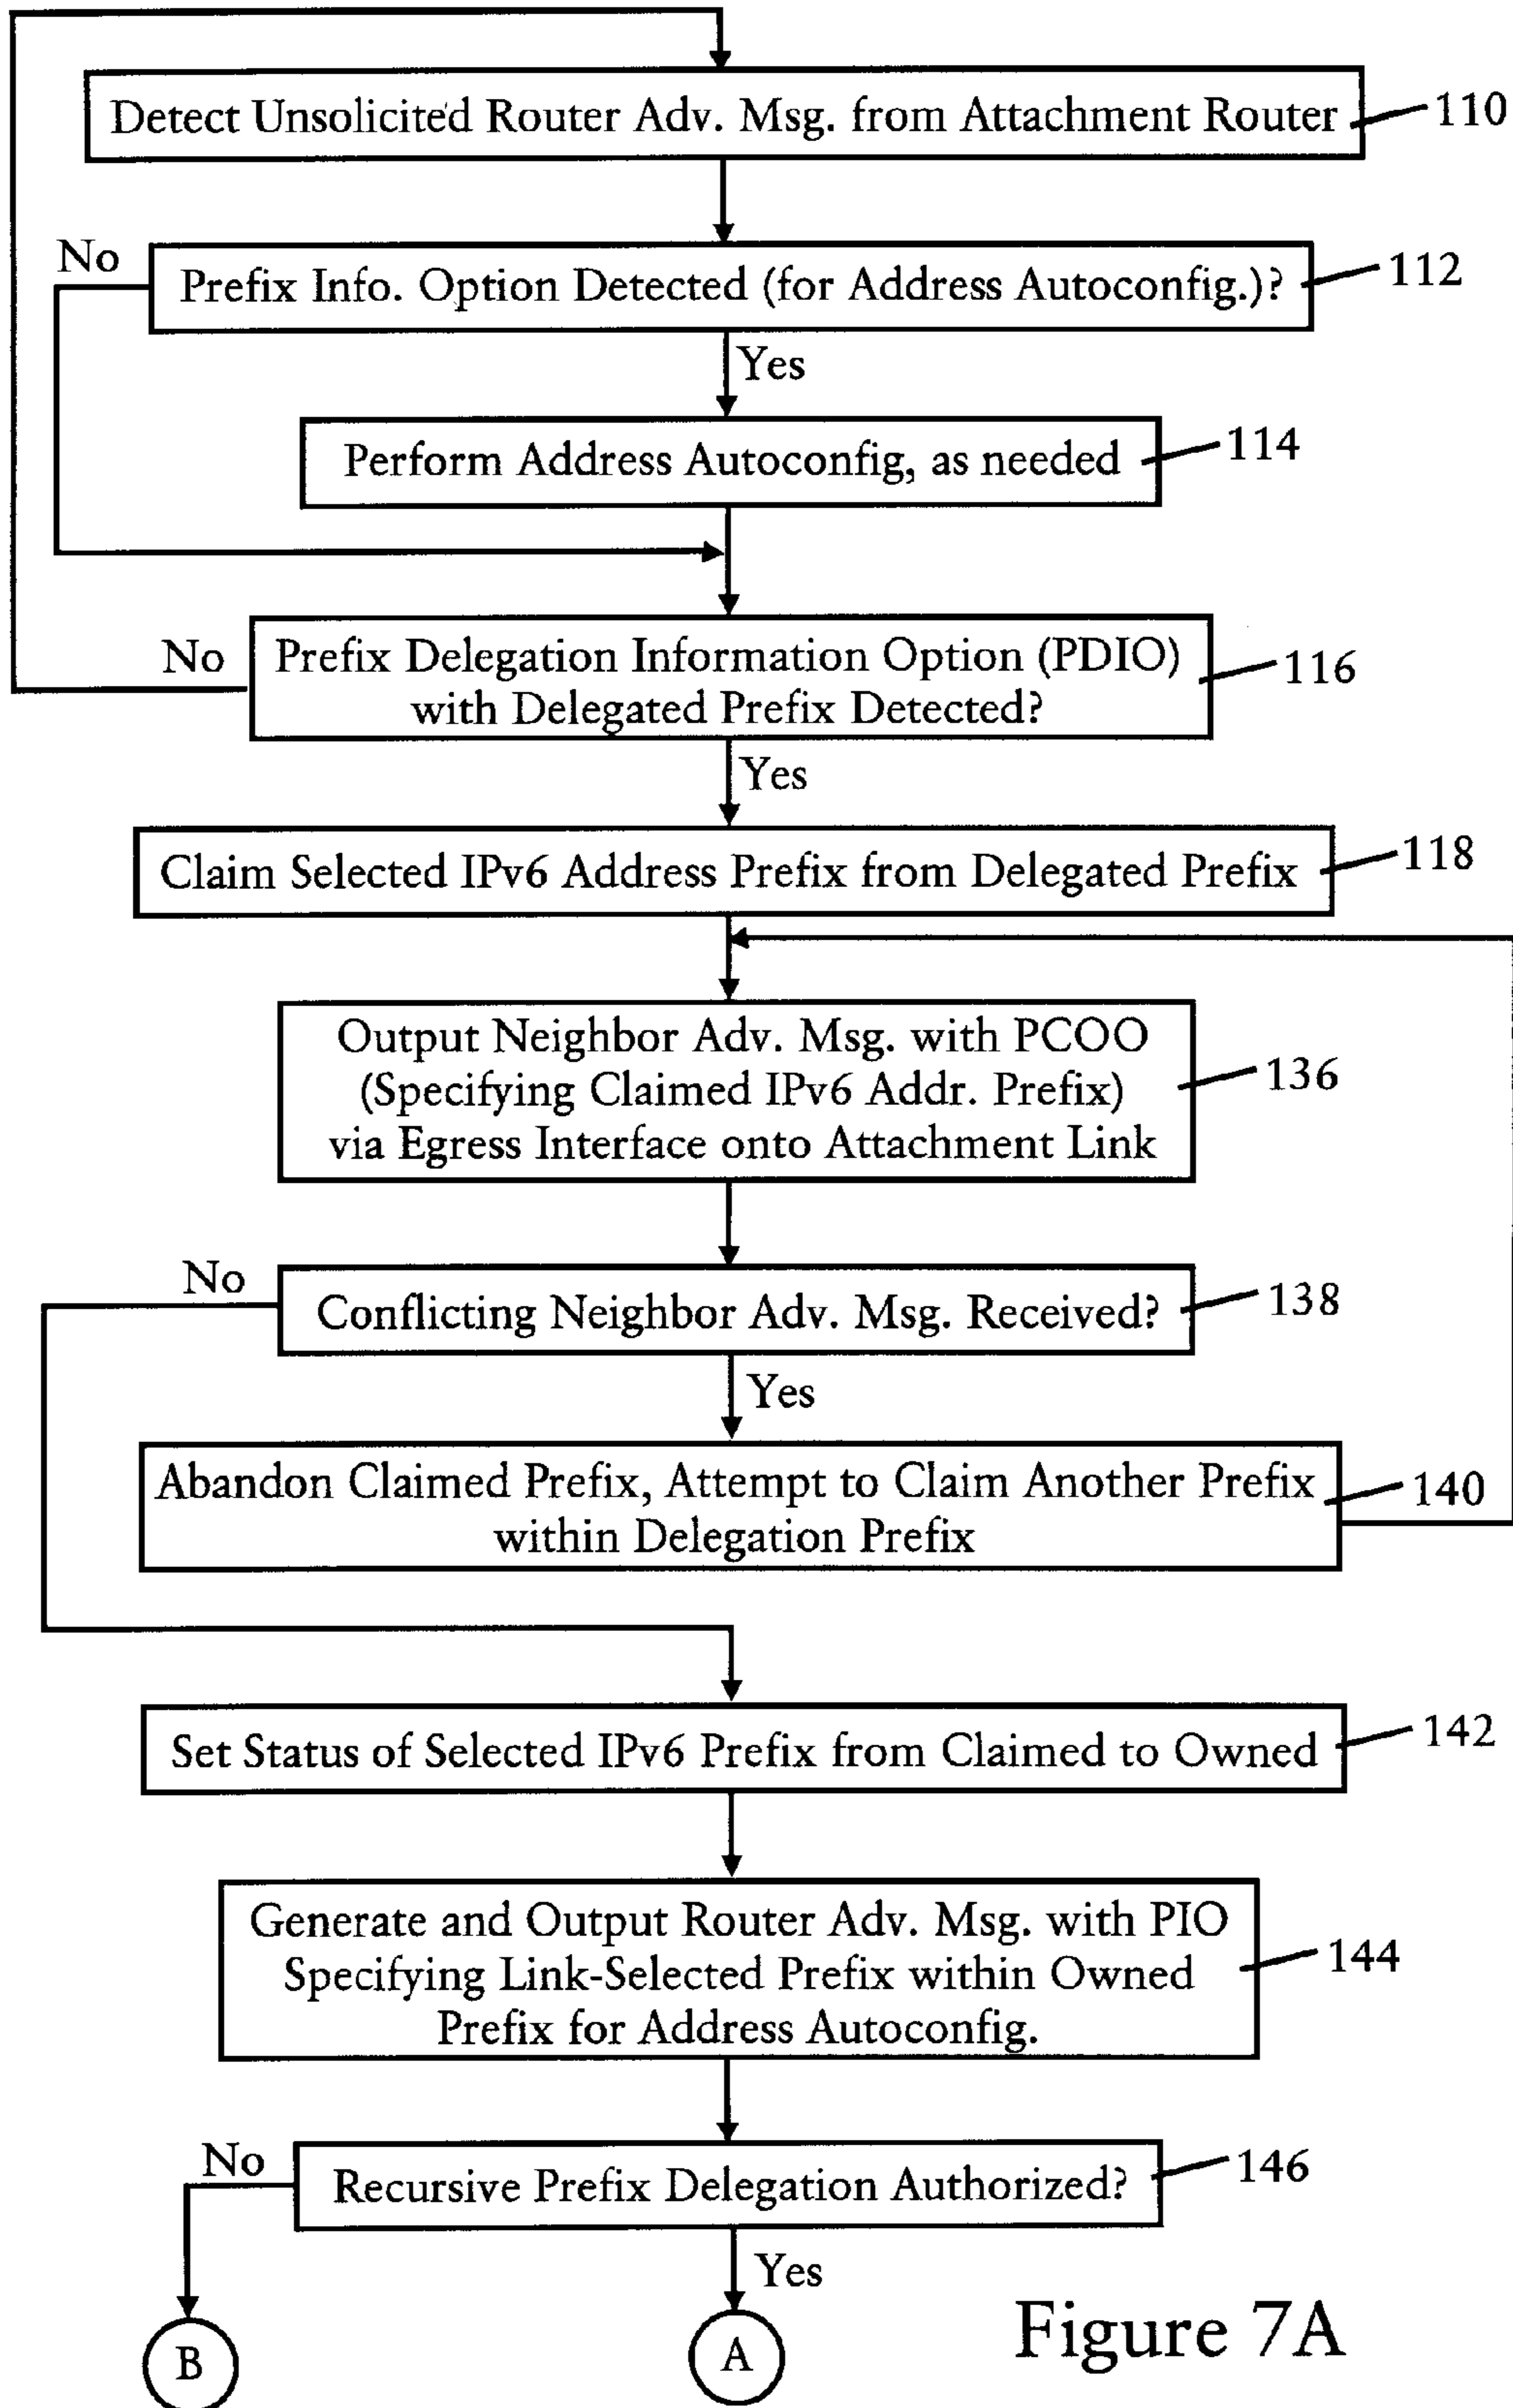 Detect Unsolicited Router Adv. Msg. from Attachment Router
110
No
Prefix Info. Option Detected (for Address Autoconfig.)?
112
Yes
Perform Address Autoconfig, as needed
114
No
Prefix Delegation Information Option (PDIO)
with Delegated Prefix Detected?
116
Yes
Claim Selected IPv6 Address Prefix from Delegated Prefix
118
Output Neighbor Adv. Msg. with PCOO
(Specifying Claimed IPv6 Addr. Prefix)
via Egress Interface onto Attachment Link
136
No
Conflicting Neighbor Adv. Msg. Received?
138
Yes
Abandon Claimed Prefix, Attempt to Claim Another Prefix
within Delegation Prefix
140
Set Status of Selected IPv6 Prefix from Claimed to Owned
142
Generate and Output Router Adv. Msg. with PIO
Specifying Link-Selected Prefix within Owned
Prefix for Address Autoconfig.
144
No
Recursive Prefix Delegation Authorized?
146
Yes
B
A
Figure 7A